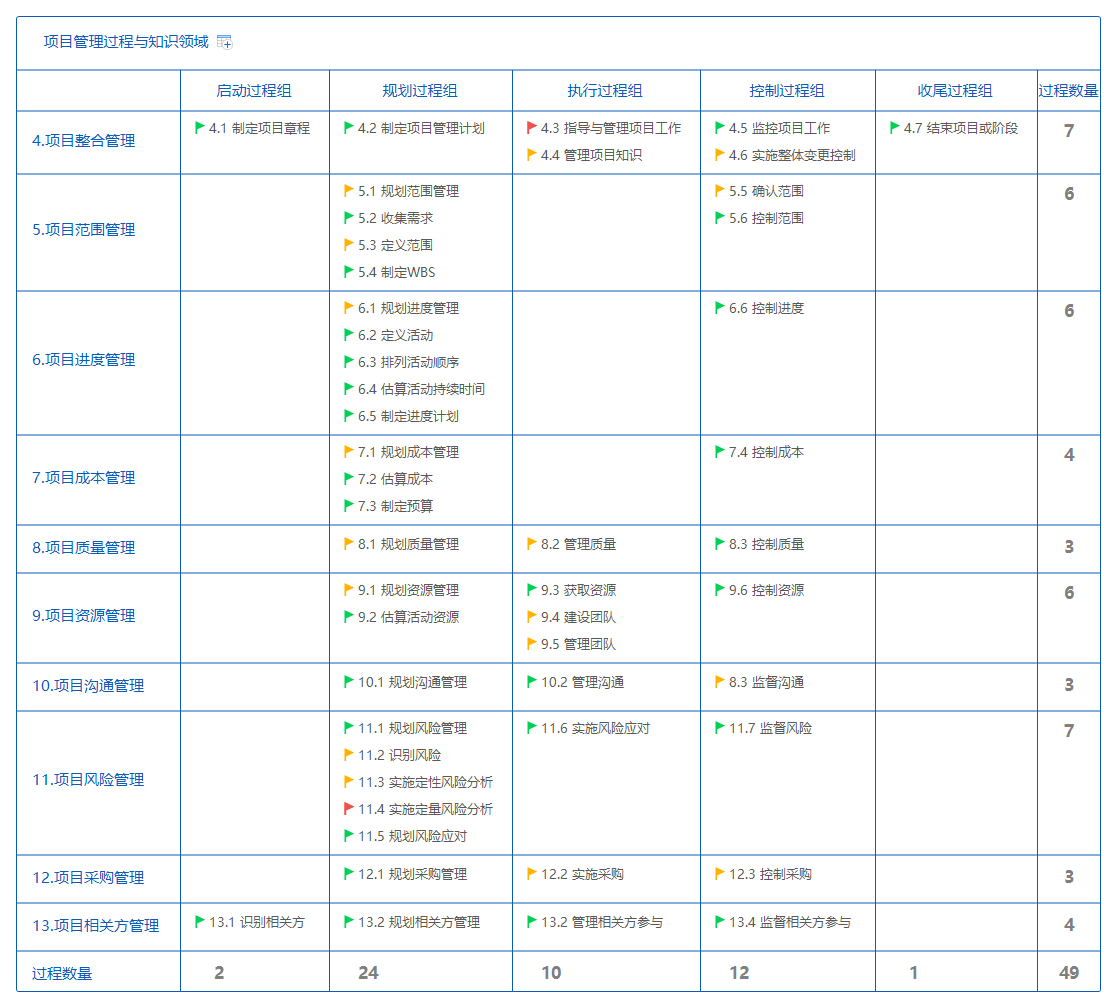 项目管理过程与知识领域
启动过程组 规划过程组 执行过程组 控制过程组 收尾过程组 过程数量
4.项目整合管理
4.1 制定项目章程 4.2 制定项目管理计划 4.3 指导与管理项目工作 4.5 监控项目工作 4.7 结束项目或阶段 7
4.4 管理项目知识 4.6 实施整体变更控制
5.项目范围管理
5.1 规划范围管理 5.5 确认范围 6
5.2 收集需求 5.6 控制范围
5.3 定义范围
5.4 制定WBS
6.项目进度管理
6.1 规划进度管理 6.6 控制进度 6
6.2 定义活动
6.3 排列活动顺序
6.4 估算活动持续时间
6.5 制定进度计划
7.项目成本管理
7.1 规划成本管理 7.4 控制成本 4
7.2 估算成本
7.3 制定预算
8.项目质量管理 8.1 规划质量管理 8.2 管理质量 8.3 控制质量 3
9.项目资源管理
9.1 规划资源管理 9.3 获取资源 9.6 控制资源 6
9.2 估算活动资源 9.4 建设团队
9.5 管理团队
10.项目沟通管理 10.1 规划沟通管理 10.2 管理沟通 8.3 监督沟通 3
11.项目风险管理
11.1 规划风险管理 11.6 实施风险应对 11.7 监督风险 7
11.2 识别风险
11.3 实施定性风险分析
11.4 实施定量风险分析
11.5 规划风险应对
12.项目采购管理 12.1 规划采购管理 12.2 实施采购 12.3 控制采购 3
13.项目相关方管理 13.1 识别相关方 13.2 规划相关方管理 13.2 管理相关方参与 13.4 监督相关方参与 4
过程数量 2 24 10 12 1 49